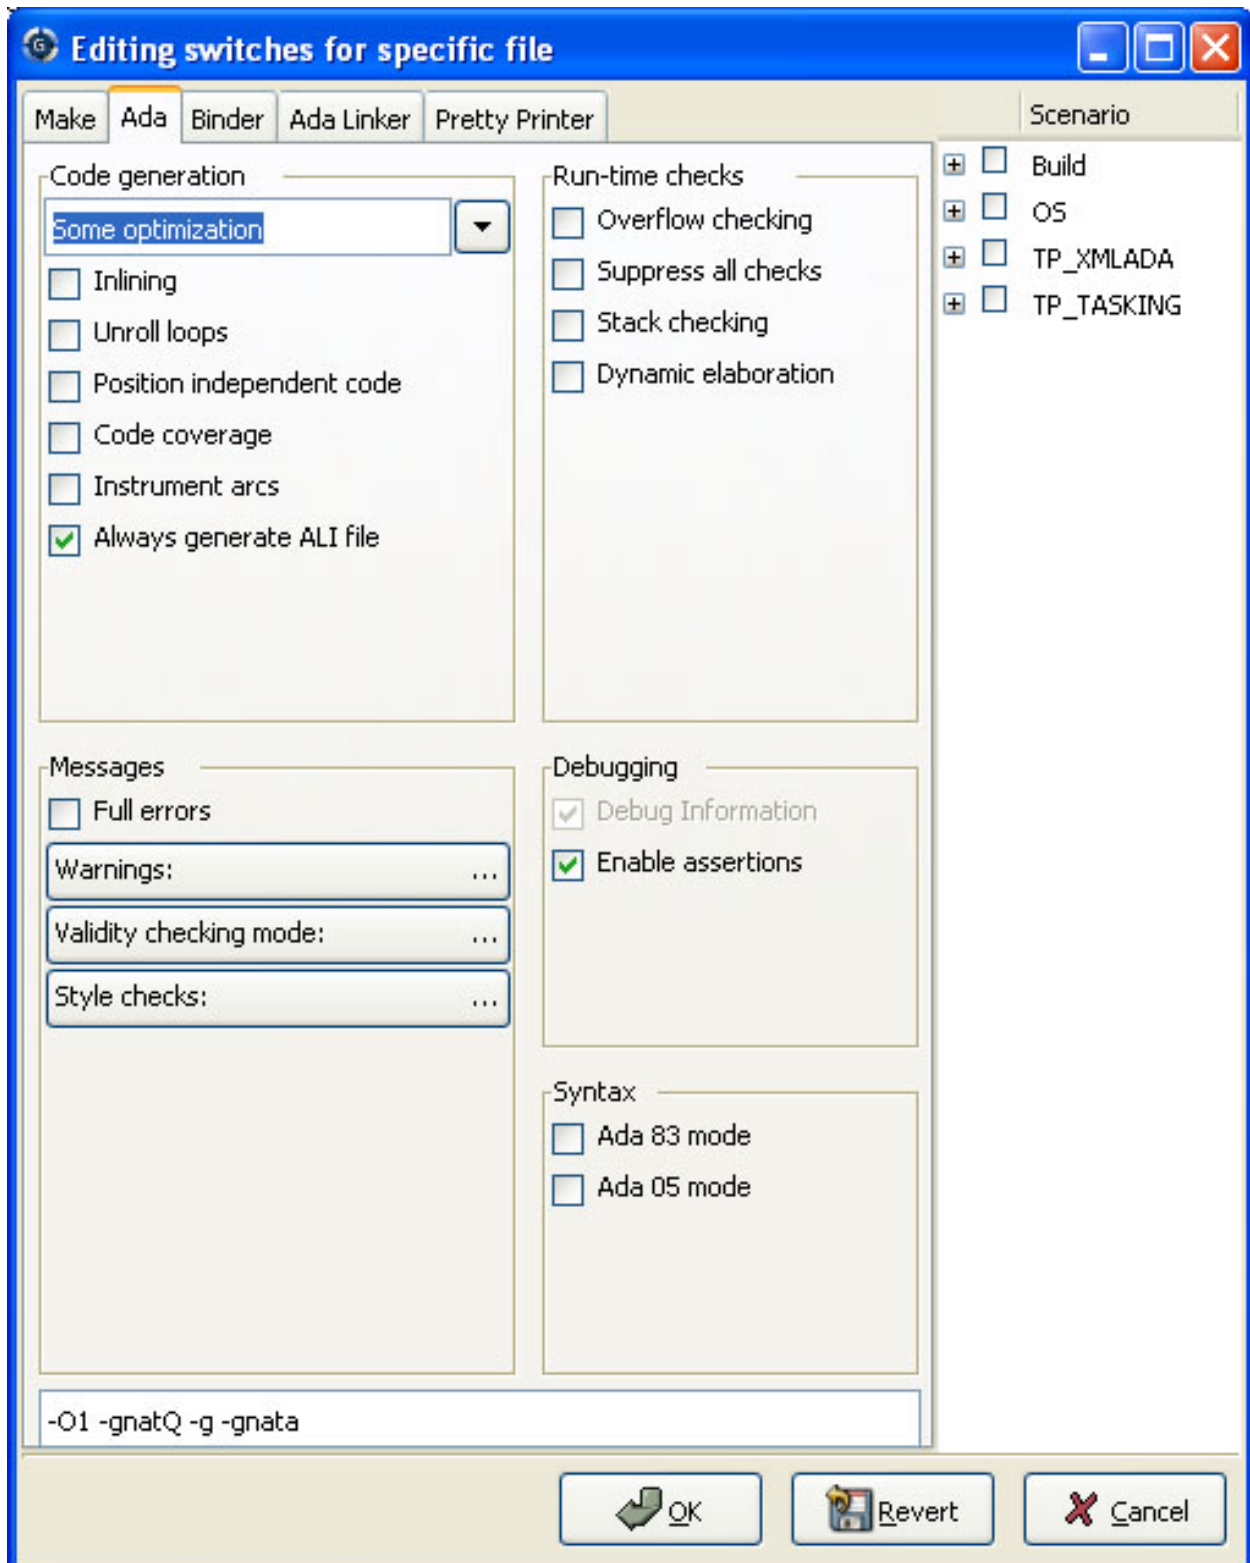 Editing switches for specific file
Make Ada Binder Ada Linker Pretty Printer
Scenario
Code generation
Some optimization
Inlining
Unroll loops
Position independent code
Code coverage
Instrument arcs
Always generate ALI file
Run-time checks
Overflow checking
Suppress all checks
Stack checking
Dynamic elaboration
Build
OS
TP_XMLADA
TP_TASKING
Messages
Full errors
Warnings: ...
Validity checking mode: ...
Style checks: ...
Debugging
Debug Information
Enable assertions
Syntax
Ada 83 mode
Ada 05 mode
-O1 -gnatQ -g -gnata
OK Revert Cancel